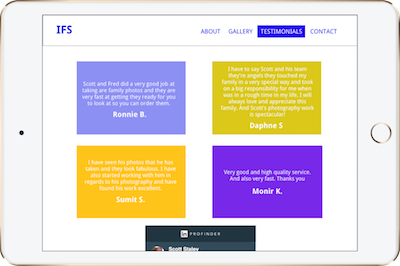 IFS
ABOUT GALLERY TESTIMONIALS CONTACT
Scott and Fred did a very good job at
taking are family photos and they are
very fast at getting they ready for you
to look at so you can order them.
Ronnie B.
I have to say Scott and his team
they're angels they touched my
family in a very special way and took
on a big responsibility for me when
was in a rough time in my life. I will
always love and appreciate this
family. And Scott's photography work
is spectacular!
Daphne S
I have once his photos that he has
taken and they look fabulous. I have
also started working with him in
regards in his photography and have
found his work excellent.
Sumit S.
Very good and high quality service.
And also very fast. Thanks you
Monir K.
in PROFINDER
Scott Staley